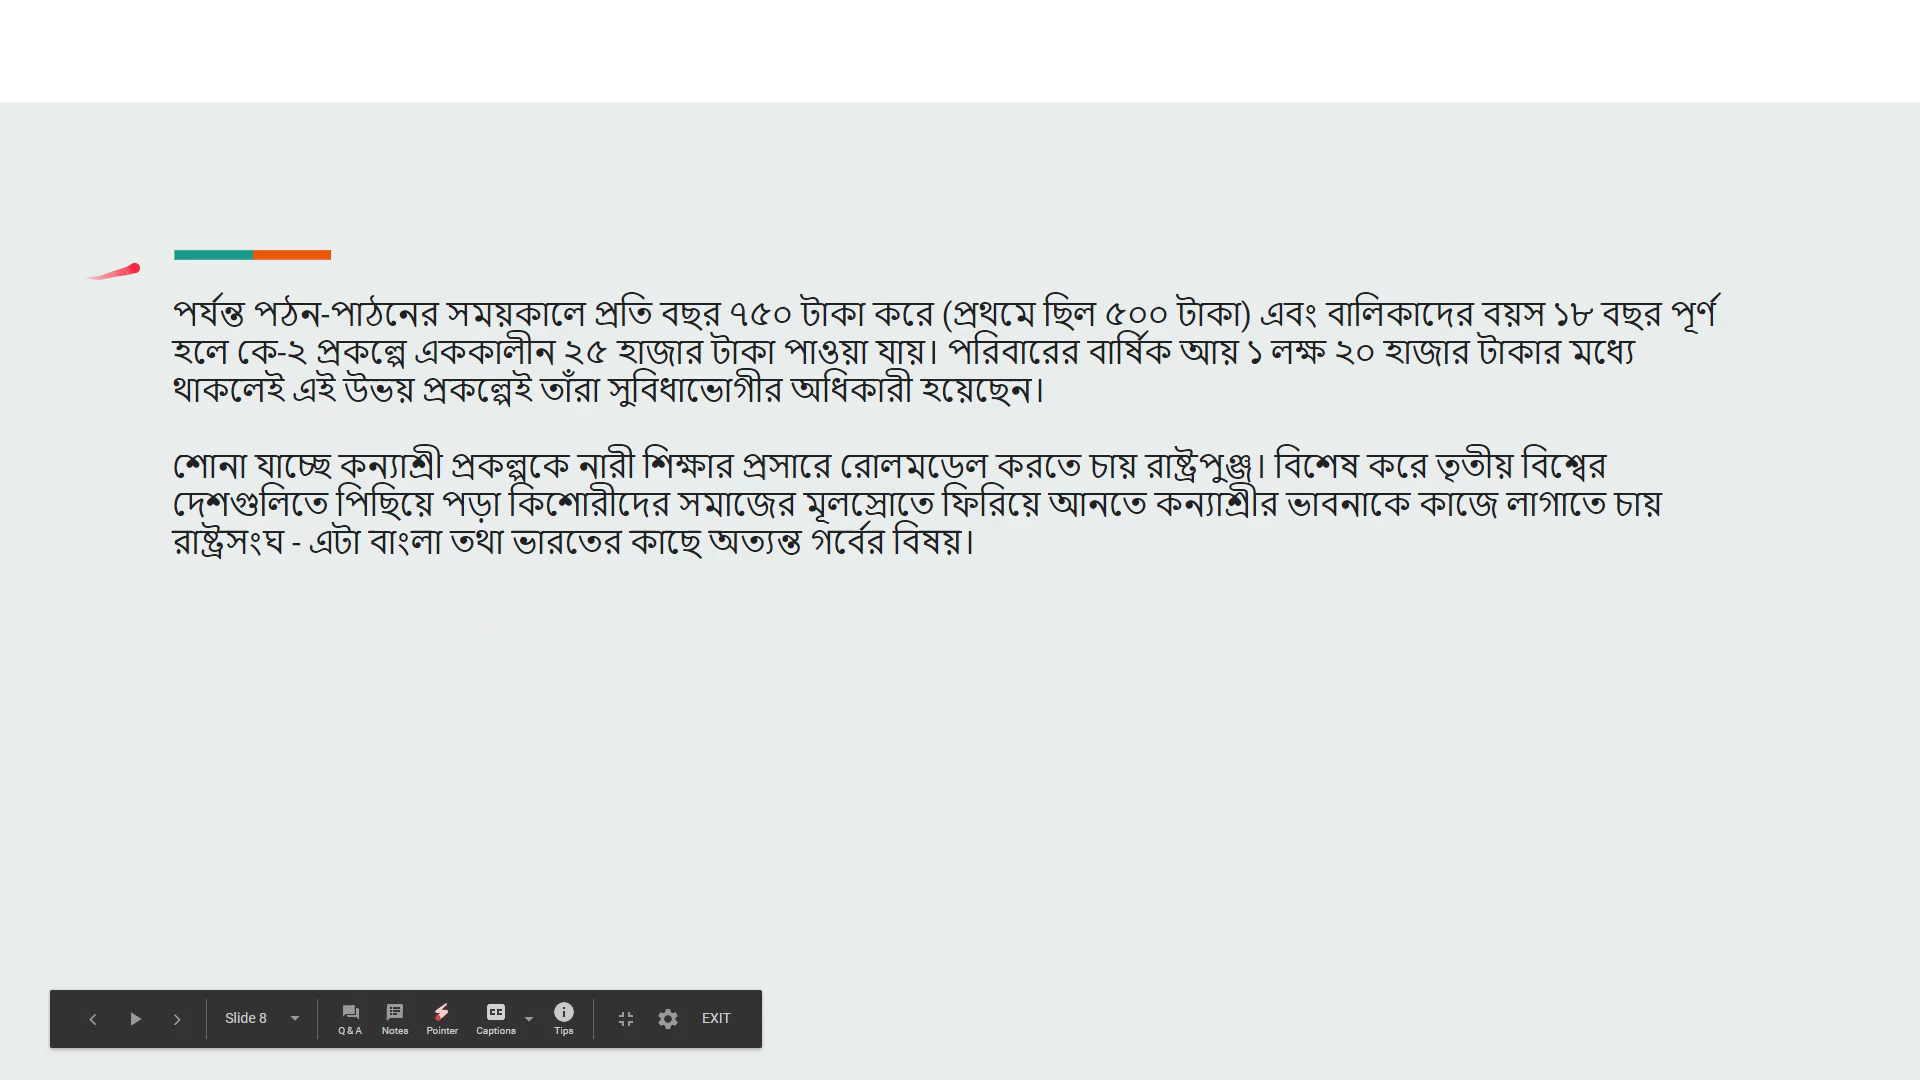 পর্যন্ত পঠন-পাঠনের সময়কালে প্রতি বছর ৭৫০ টাকা করে (প্রথমে ছিল ৫০০ টাকা) এবং বালিকাদের বয়স ১৮ বছর পূর্ণ
হলে কে-২ প্রকল্পে এককালীন ২৫ হাজার টাকা পাওয়া যায়। পরিবারের বার্ষিক আয় ১ লক্ষ ২০ হাজার টাকার মধ্যে
থাকলেই এই উভয় প্রকল্পেই তাঁরা সুবিধাভোগীর অধিকারী হয়েছেন।
শোনা যাচ্ছে কন্যাশ্রী প্রকল্পকে নারী শিক্ষার প্রসারে রোলমডেল করতে চায় রাষ্ট্রপুঞ্জ। বিশেষ করে তৃতীয় বিশ্বের
দেশগুলিতে পিছিয়ে পড়া কিশোরীদের সমাজের মূলস্রোতে ফিরিয়ে আনতে কন্যাশ্রীর ভাবনাকে কাজে লাগাতে চায়
রাষ্ট্রসংঘ - এটা বাংলা তথা ভারতের কাছে অত্যন্ত গর্বের বিষয়।
Slide 8 Q & A Notes Pointer Captions Tips EXIT